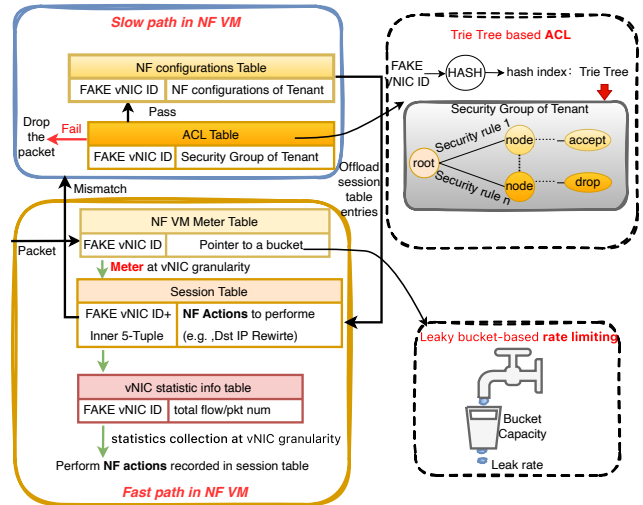 Slow path in NF VM
NF configurations Table
FAKE vNIC ID
NF configurations of Tenant
Pass
Fail
Drop
the
packet
ACL Table
FAKE vNIC ID
Security Group of Tenant
Mismatch
Offload
session
table
entries
Packet
NF VM Meter Table
FAKE vNIC ID
Pointer to a bucket
Meter at vNIC granularity
Session Table
FAKE vNIC ID+
Inner 5-Tuple
NF Actions to performe
(e.g. ,Dst IP Rewirte)
vNIC statistic info table
FAKE vNIC ID
total flow/pkt num
statistics collection at vNIC granularity
Perform NF actions recorded in session table
Fast path in NF VM
Trie Tree based ACL
FAKE
vNIC ID
HASH
hash index: Trie Tree
Security Group of Tenant
Security rule 1
root
node
accept
Security rule n
node
drop
Leaky bucket-based rate limiting
Bucket
Capacity
Leak rate